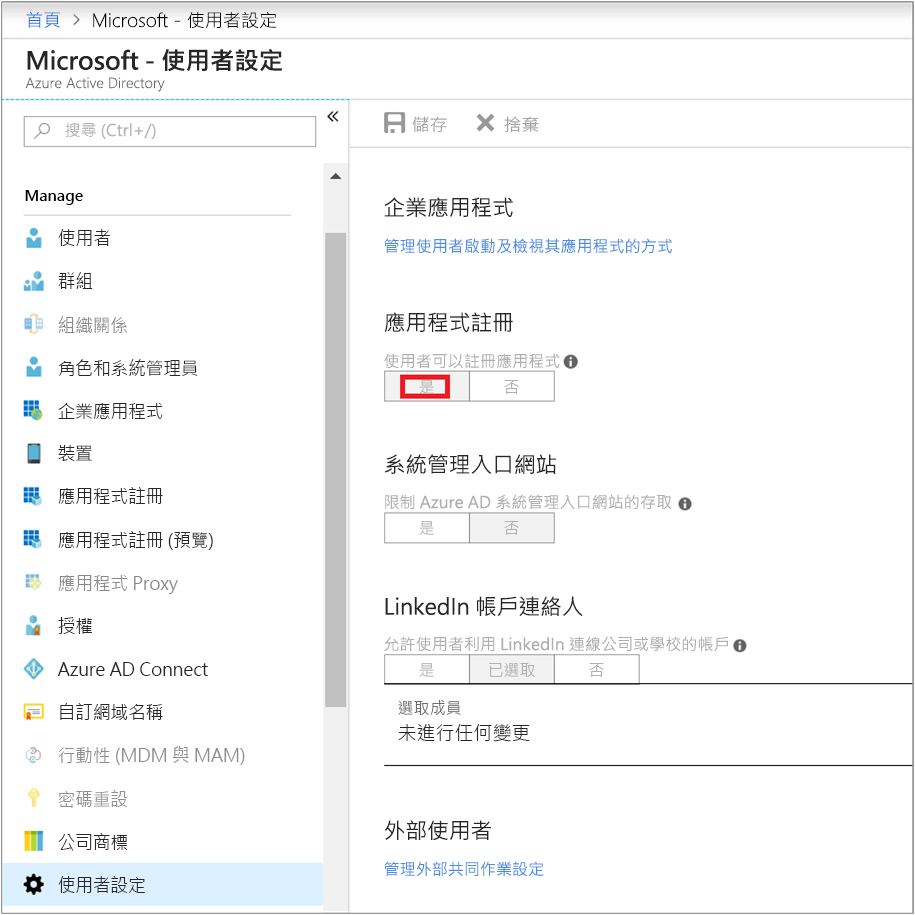 首頁 > Microsoft - 使用者設定
Microsoft - 使用者設定
Azure Active Directory
搜尋 (Ctrl+/)
«
Manage
使用者
群組
組織關係
角色和系統管理員
企業應用程式
裝置
應用程式註冊
應用程式註冊 (預覽)
應用程式 Proxy
授權
Azure AD Connect
自訂網域名稱
行動性 (MDM 與 MAM)
密碼重設
公司商標
使用者設定
儲存 捨棄
企業應用程式
管理使用者啟動及檢視其應用程式的方式
應用程式註冊
使用者可以註冊應用程式
是 否
系統管理入口網站
限制 Azure AD 系統管理入口網站的存取
是 否
LinkedIn 帳戶連絡人
允許使用者利用 LinkedIn 連線公司或學校的帳戶
是 已選取 否
選取成員
未進行任何變更
外部使用者
管理外部共同作業設定